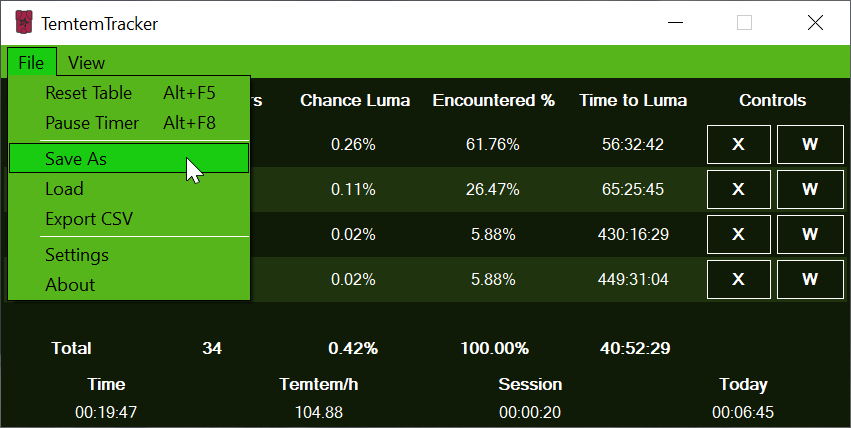 TemtemTracker
File View
Reset Table Alt+F5
Pause Timer Alt+F8
Save As
Load
Export CSV
Settings
About
Chance Luma Encountered % Time to Luma Controls
0.26% 61.76% 56:32:42 X W
0.11% 26.47% 65:25:45 X W
0.02% 5.88% 430:16:29 X W
0.02% 5.88% 449:31:04 X W
Total 34 0.42% 100.00% 40:52:29
Time Temtem/h Session Today
00:19:47 104.88 00:00:20 00:06:45